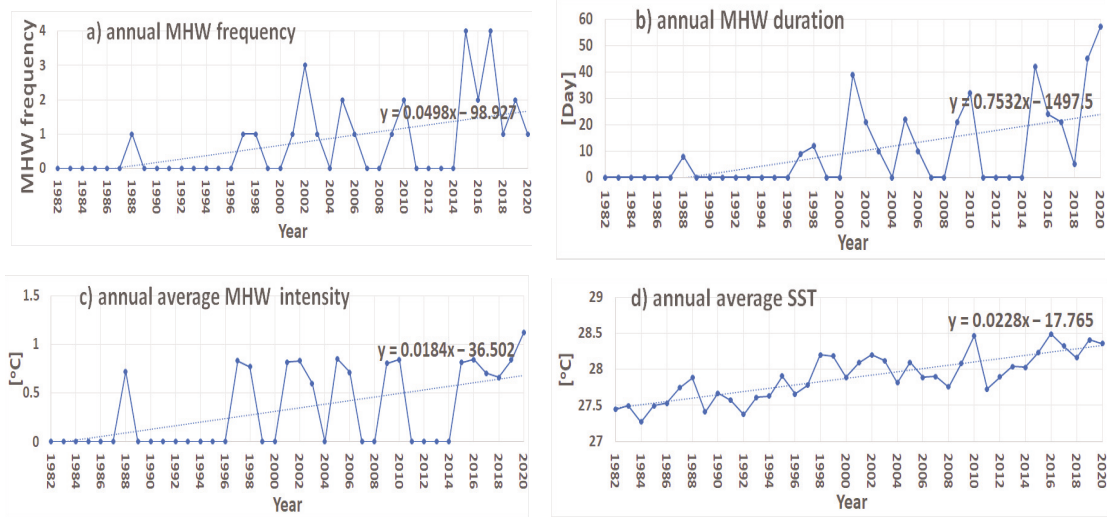 a) annual MHW frequency
MHW frequency
4
3
2
1
0
y = 0.0498x – 98.927
1982 1984 1986 1988 1990 1992 1994 1996 1998 2000 2002 2004 2006 2008 2010 2012 2014 2016 2018 2020
Year
b) annual MHW duration
[Day]
60
50
40
30
20
10
0
y = 0.7532x – 1497.5
1982 1984 1986 1988 1990 1992 1994 1996 1998 2000 2002 2004 2006 2008 2010 2012 2014 2016 2018 2020
Year
c) annual average MHW intensity
[°C]
1.5
1
0.5
0
y = 0.0184x – 36.502
1982 1984 1986 1988 1990 1992 1994 1996 1998 2000 2002 2004 2006 2008 2010 2012 2014 2016 2018 2020
Year
d) annual average SST
[°C]
29
28.5
28
27.5
27
y = 0.0228x – 17.765
1982 1984 1986 1988 1990 1992 1994 1996 1998 2000 2002 2004 2006 2008 2010 2012 2014 2016 2018 2020
Year